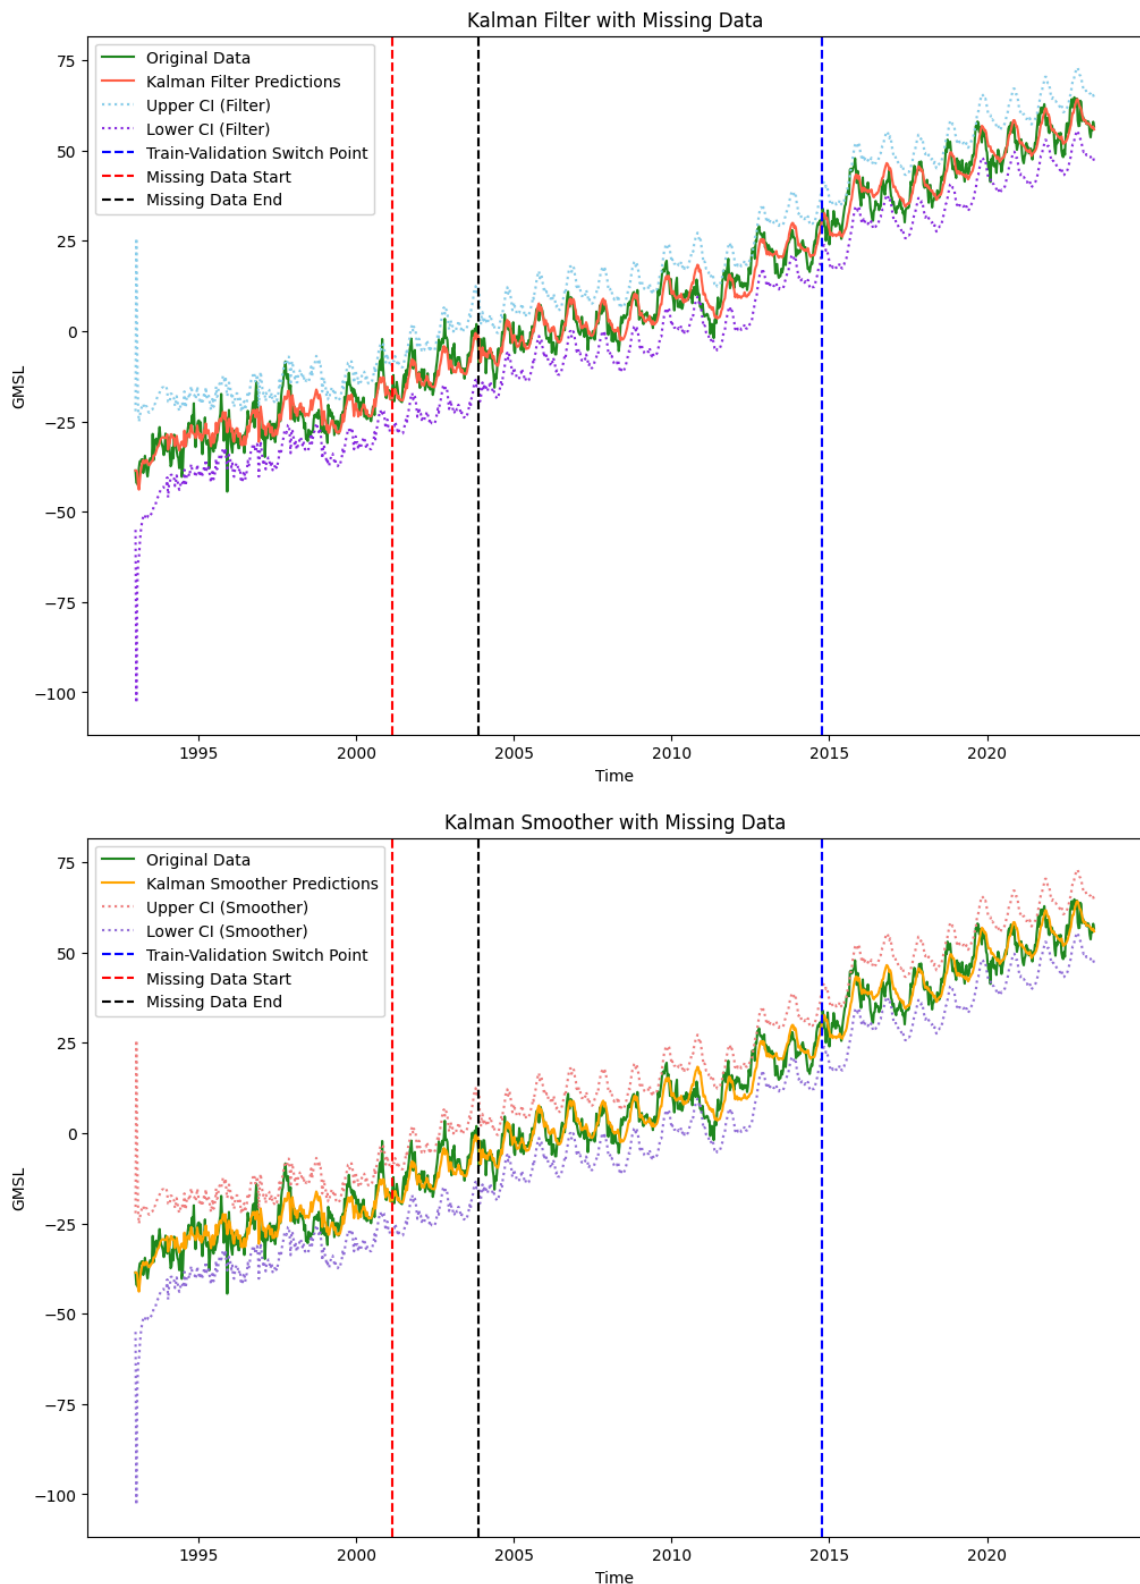 Kalman Filter with Missing Data
Original Data
Kalman Filter Predictions
Upper CI (Filter)
Lower CI (Filter)
Train-Validation Switch Point
Missing Data Start
Missing Data End
75
50
25
0
−25
−50
−75
−100
GMSL
1995 2000 2005 2010 2015 2020
Time
Kalman Smoother with Missing Data
Original Data
Kalman Smoother Predictions
Upper CI (Smoother)
Lower CI (Smoother)
Train-Validation Switch Point
Missing Data Start
Missing Data End
75
50
25
0
−25
−50
−75
−100
GMSL
1995 2000 2005 2010 2015 2020
Time